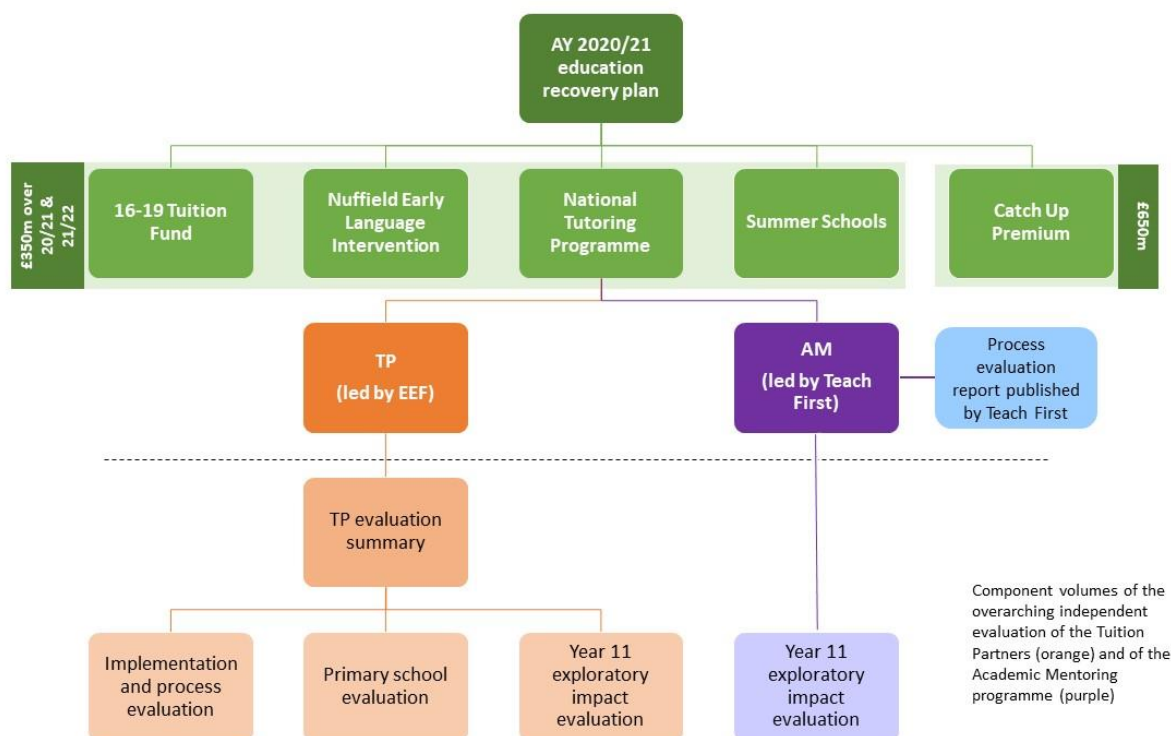 AY 2020/21
education
recovery plan
£350m over
20/21 &
21/22
16-19 Tuition
Fund
Nuffield Early
Language
Intervention
National
Tutoring
Programme
Summer Schools
Catch Up
Premium
£650m
TP
(led by EEF)
AM
(led by Teach
First)
Process
evaluation
report published
by Teach First
TP evaluation
summary
Implementation
and process
evaluation
Primary school
evaluation
Year 11
exploratory
impact
evaluation
Year 11
exploratory
impact
evaluation
Component volumes of the
overarching independent
evaluation of the Tuition
Partners (orange) and of the
Academic Mentoring
programme (purple)